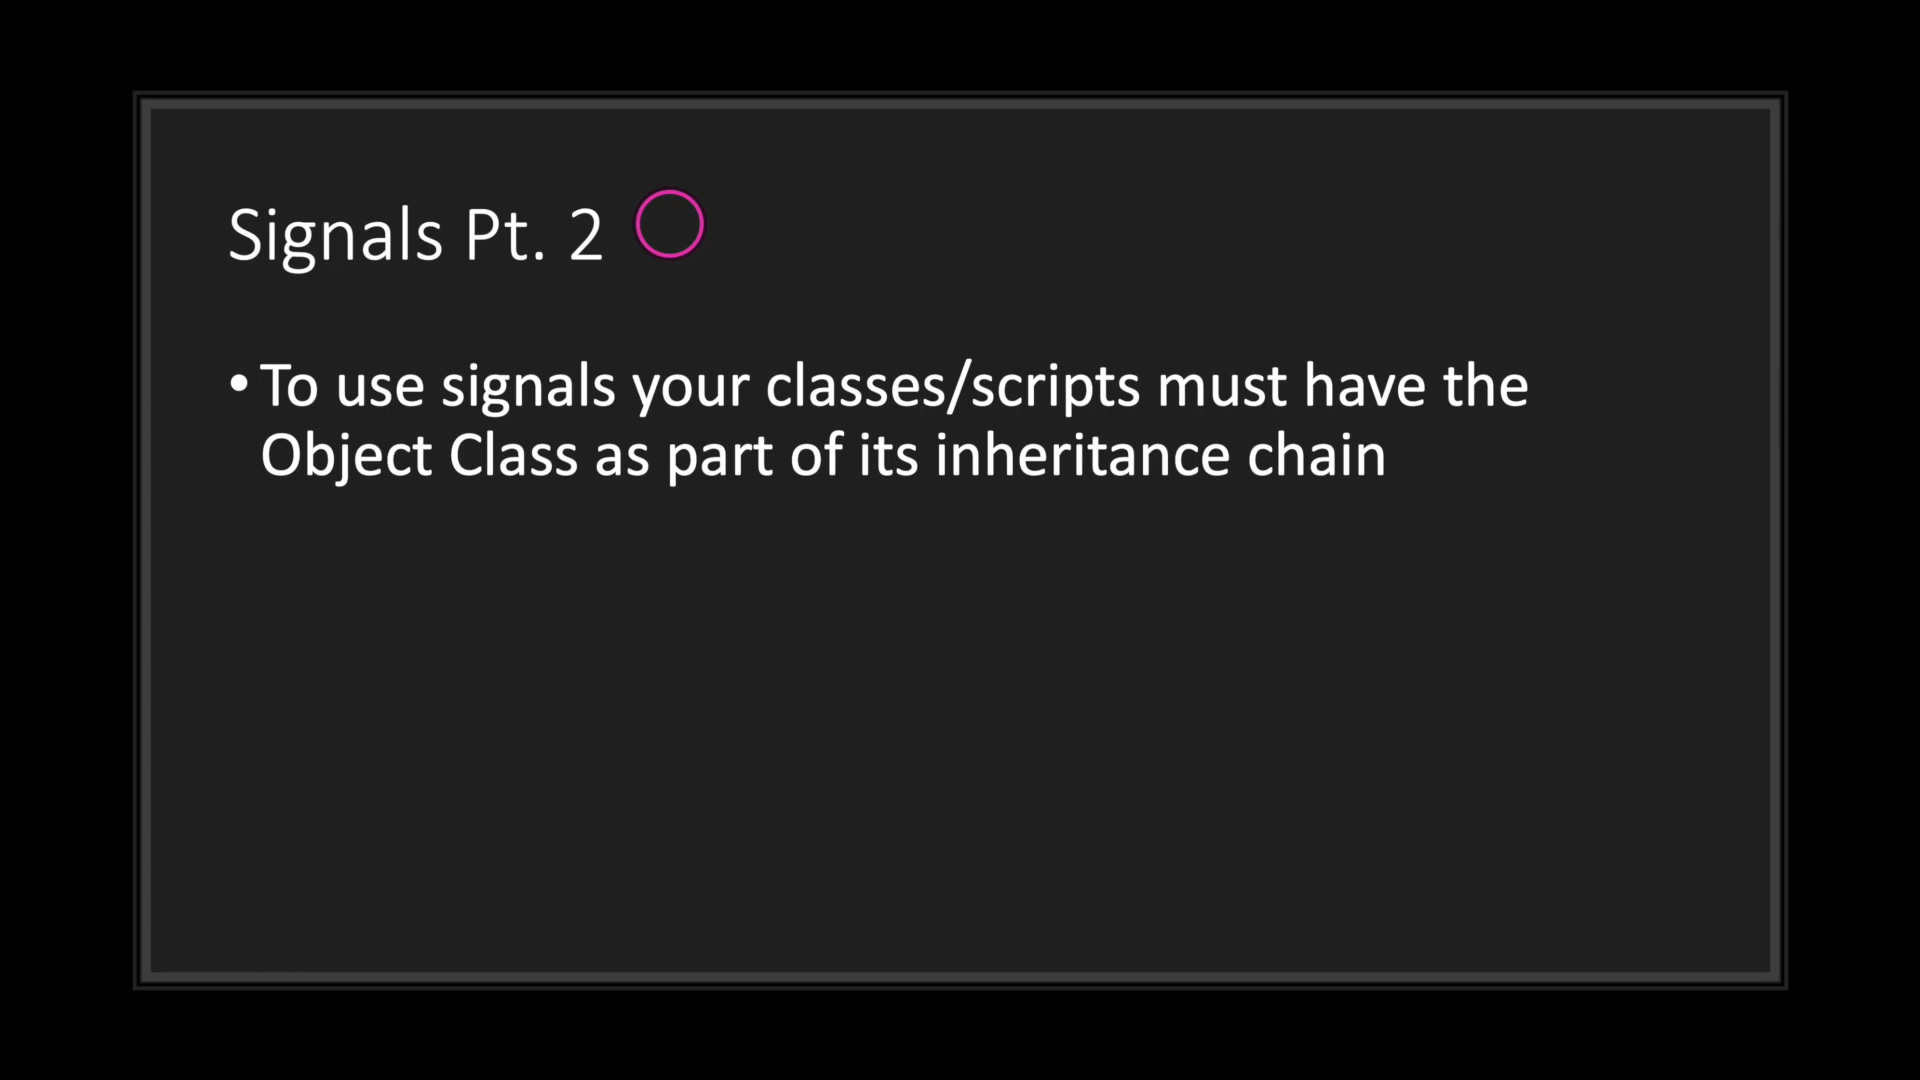 Signals Pt. 2
• To use signals your classes/scripts must have the
Object Class as part of its inheritance chain